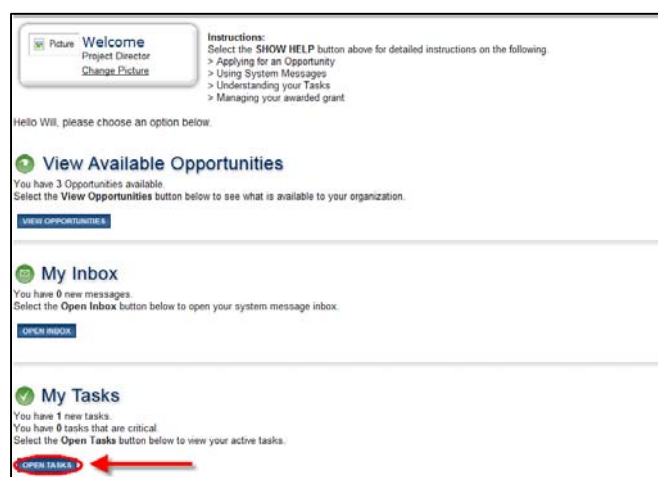 Picture
Welcome
Project Director
Change Picture
Instructions:
Select the SHOW HELP button above for detailed instructions on the following.
> Applying for an Opportunity
> Using System Messages
> Understanding your Tasks
> Managing your awarded grant
Hello Will, please choose an option below.
View Available Opportunities
You have 3 Opportunities available.
Select the View Opportunities button below to see what is available to your organization.
VIEW OPPORTUNITIES
My Inbox
You have 0 new messages.
Select the Open Inbox button below to open your system message inbox.
OPEN INBOX
My Tasks
You have 1 new tasks.
You have 0 tasks that are critical.
Select the Open Tasks button below to view your active tasks.
OPEN TASKS